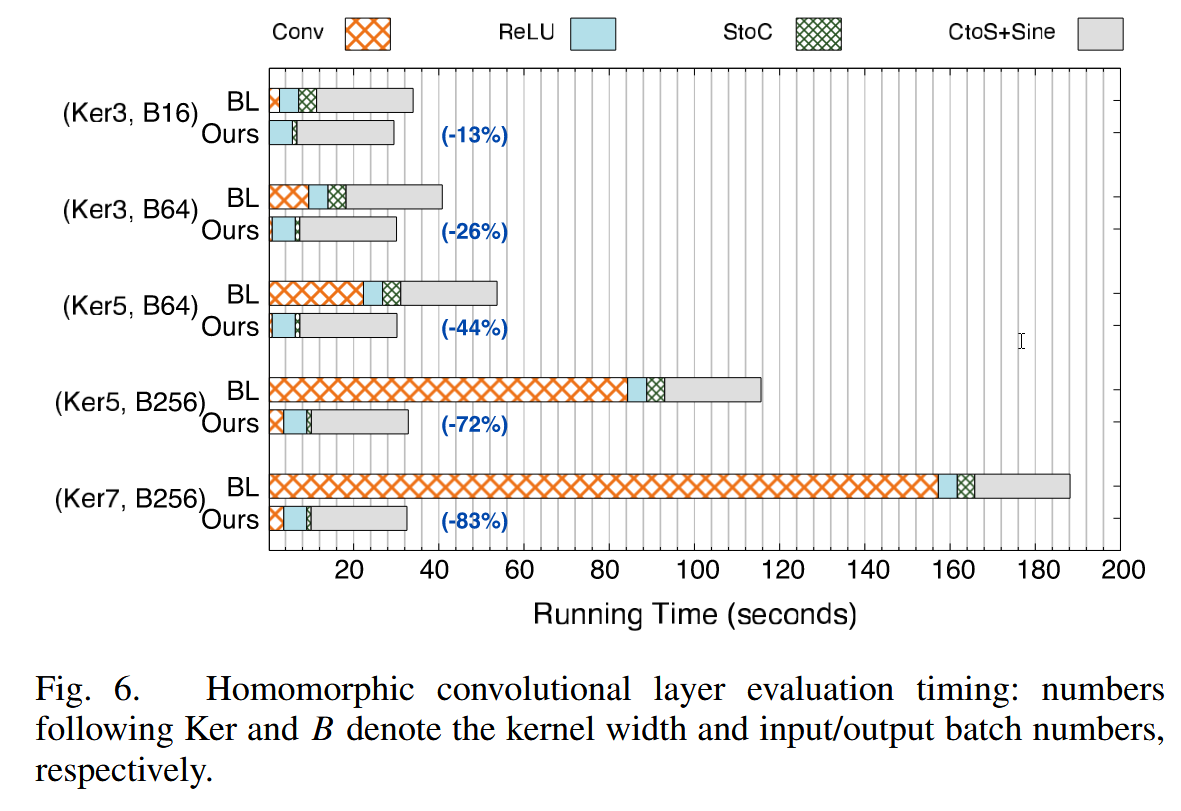 Conv ReLU StoC CtoS+Sine
(Ker3, B16) BL
Ours (-13%)
(Ker3, B64) BL
Ours (-26%)
(Ker5, B64) BL
Ours (-44%)
(Ker5, B256) BL
Ours (-72%)
(Ker7, B256) BL
Ours (-83%)
20 40 60 80 100 120 140 160 180 200
Running Time (seconds)
Fig. 6. Homomorphic convolutional layer evaluation timing: numbers
following Ker and B denote the kernel width and input/output batch numbers,
respectively.